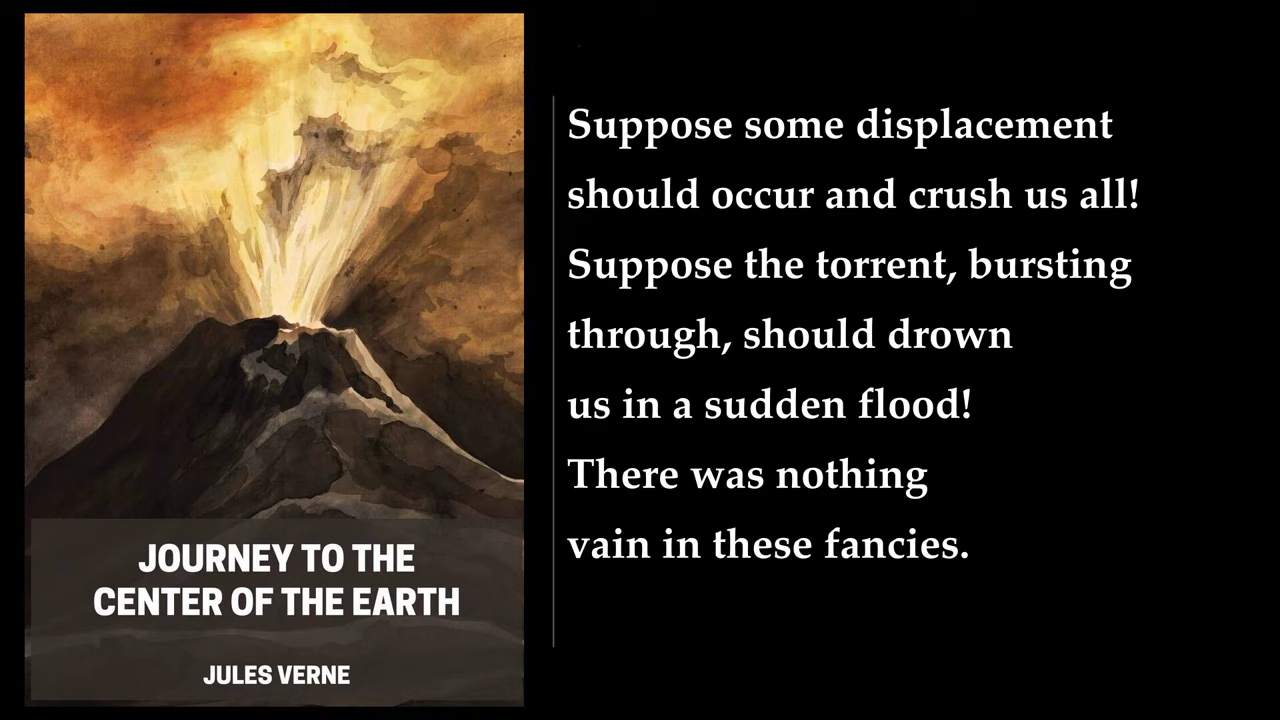 JOURNEY TO THE
CENTER OF THE EARTH
JULES VERNE
Suppose some displacement
should occur and crush us all!
Suppose the torrent, bursting
through, should drown
us in a sudden flood!
There was nothing
vain in these fancies.